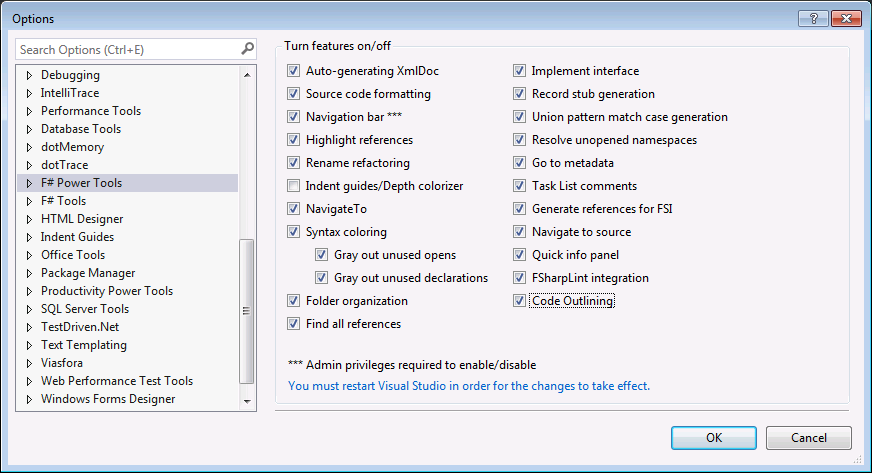 Options
Search Options (Ctrl+E)
Debugging
IntelliTrace
Performance Tools
Database Tools
dotMemory
dotTrace
F# Power Tools
F# Tools
HTML Designer
Indent Guides
Office Tools
Package Manager
Productivity Power Tools
SQL Server Tools
TestDriven.Net
Text Templating
Viasfora
Web Performance Test Tools
Windows Forms Designer
Turn features on/off
Auto-generating XmlDoc
Source code formatting
Navigation bar ***
Highlight references
Rename refactoring
Indent guides/Depth colorizer
NavigateTo
Syntax coloring
Gray out unused opens
Gray out unused declarations
Folder organization
Find all references
Implement interface
Record stub generation
Union pattern match case generation
Resolve unopened namespaces
Go to metadata
Task List comments
Generate references for FSI
Navigate to source
Quick info panel
FSharpLint integration
Code Outlining
*** Admin privileges required to enable/disable
You must restart Visual Studio in order for the changes to take effect.
OK
Cancel